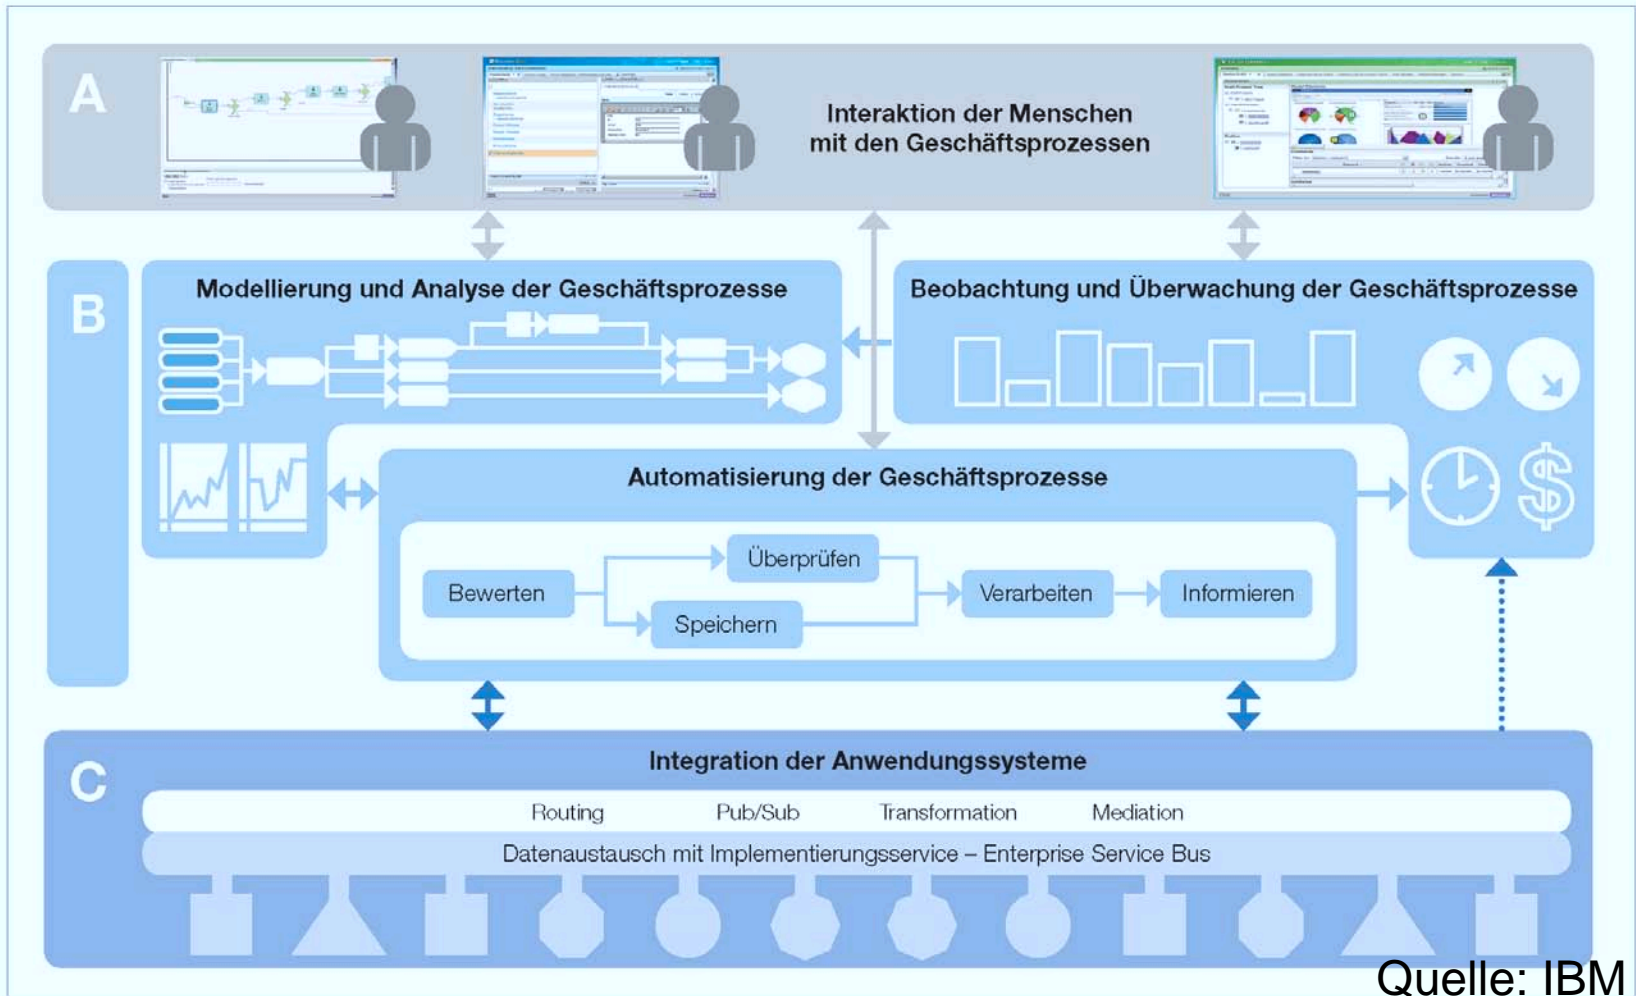 A
Interaktion der Menschen
mit den Geschäftsprozessen
B
Modellierung und Analyse der Geschäftsprozesse
Beobachtung und Überwachung der Geschäftsprozesse
$
Automatisierung der Geschäftsprozesse
Bewerten
Überprüfen
Speichern
Verarbeiten
Informieren
C
Integration der Anwendungssysteme
Routing Pub/Sub Transformation Mediation
Datenaustausch mit Implementierungsservice – Enterprise Service Bus
Quelle: IBM